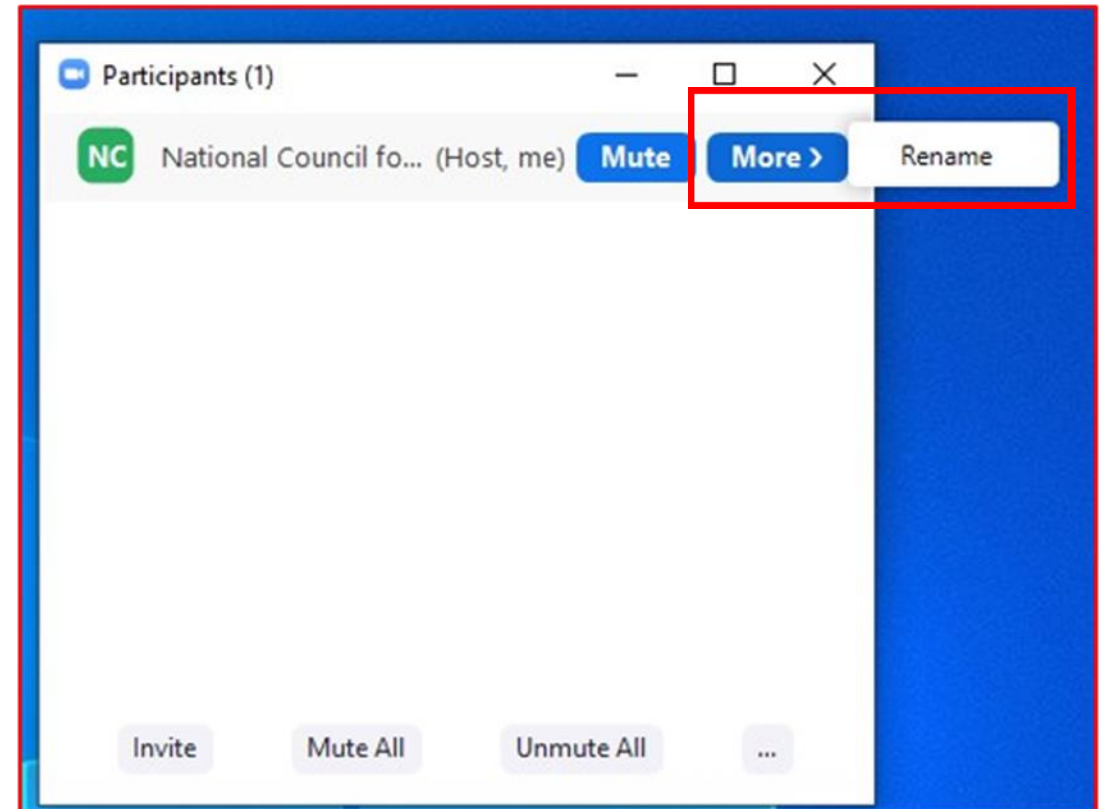 Participants (1)
NC National Council fo... (Host, me) Mute More > Rename
Invite Mute All Unmute All ...